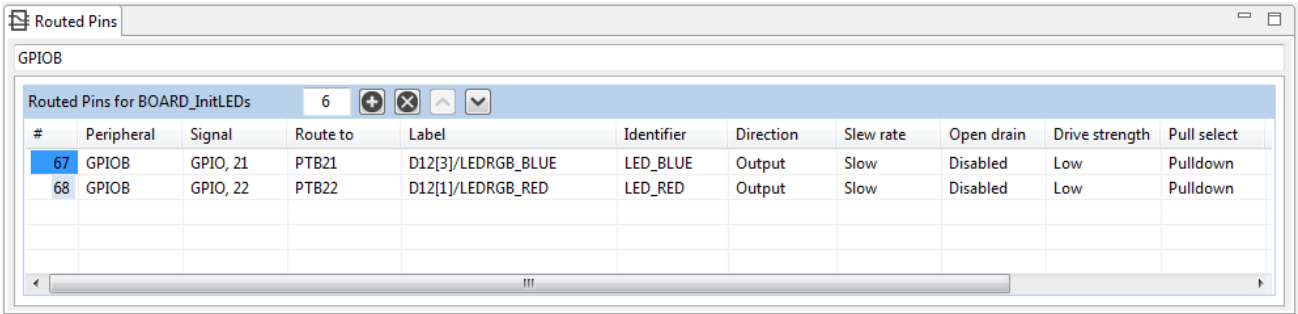 Routed Pins
GPIOB
Routed Pins for BOARD_InitLEDs 6
# Peripheral Signal Route to Label Identifier Direction Slew rate Open drain Drive strength Pull select
67 GPIOB GPIO, 21 PTB21 D12[3]/LEDRGB_BLUE LED_BLUE Output Slow Disabled Low Pulldown
68 GPIOB GPIO, 22 PTB22 D12[1]/LEDRGB_RED LED_RED Output Slow Disabled Low Pulldown